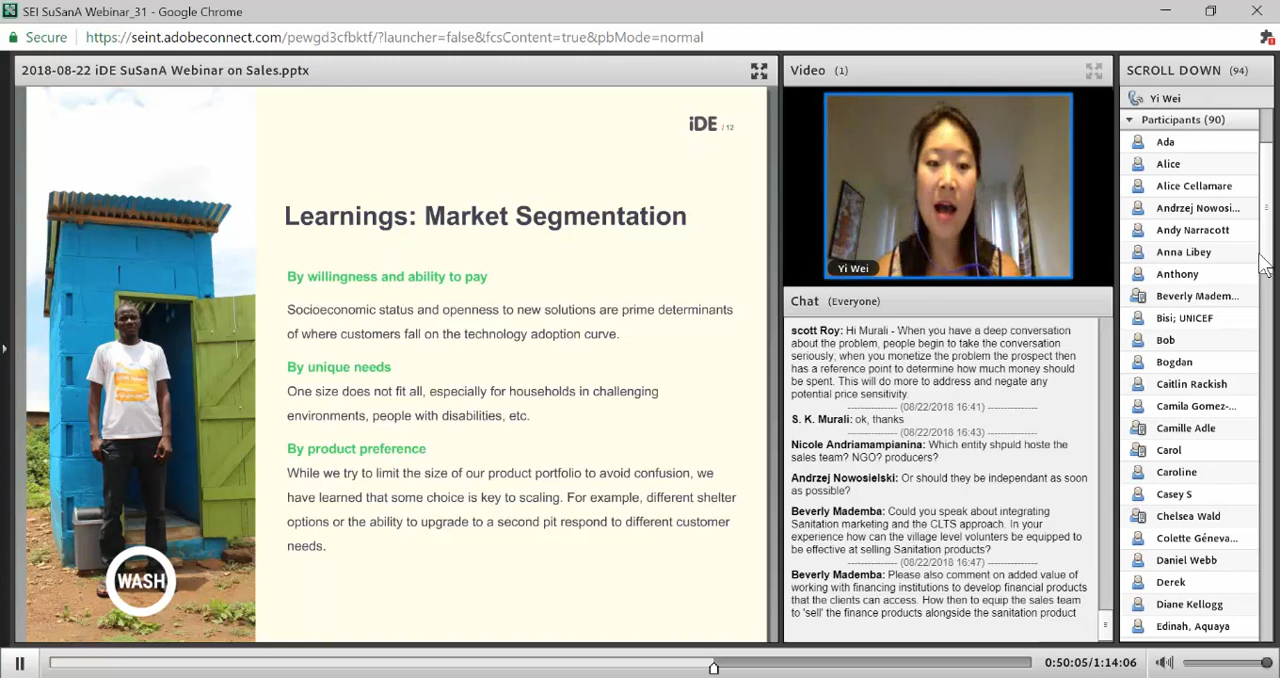 SEI SuSanA Webinar_31 - Google Chrome
Secure
https://seint.adobeconnect.com/pewgd3cfbktf/?launcher=false&fcsContent=true&pbMode=normal
2018-08-22 iDE SuSanA Webinar on Sales.pptx
iDE / 12
Learnings: Market Segmentation
By willingness and ability to pay
Socioeconomic status and openness to new solutions are prime determinants
of where customers fall on the technology adoption curve.
By unique needs
One size does not fit all, especially for households in challenging
environments, people with disabilities, etc.
By product preference
While we try to limit the size of our product portfolio to avoid confusion, we
have learned that some choice is key to scaling. For example, different shelter
options or the ability to upgrade to a second pit respond to different customer
needs.
WASH
Video (1)
Yi Wei
Chat (Everyone)
scott Roy: Hi Murali - When you have a deep conversation
about the problem, people begin to take the conversation
seriously, when you monetize the problem the prospect then
has a reference point to determine how much money should
be spent. This will do more to address and negate any
potential price sensitivity.
--------------- (08/22/2018 16:41) ---------------
S. K. Murali: ok, thanks
--------------- (08/22/2018 16:43) ---------------
Nicole Andriamampianina: Which entity shpuld hoste the
sales team? NGO? producers?
Andrzej Nowosielski: Or should they be independant as soon
as possible?
Beverly Mademba: Could you speak about integrating
Sanitation marketing and the CLTS approach. In your
experience how can the village level volunters be equipped to
be effective at selling Sanitation products?
--------------- (08/22/2018 16:47) ---------------
Beverly Mademba: Please also comment on added value of
working with financing institutions to develop financial products
that the clients can access. How then to equip the sales team
to 'sell' the finance products alongside the sanitation product
SCROLL DOWN (94)
Yi Wei
Participants (90)
Ada
Alice
Alice Cellamare
Andrzej Nowosi...
Andy Narracott
Anna Libey
Anthony
Beverly Madem...
Bisi; UNICEF
Bob
Bogdan
Caitlin Rackish
Camila Gomez-...
Camille Adle
Carol
Caroline
Casey S
Chelsea Wald
Colette Géneva...
Daniel Webb
Derek
Diane Kellogg
Edinah, Aquaya
0:50:05/1:14:06